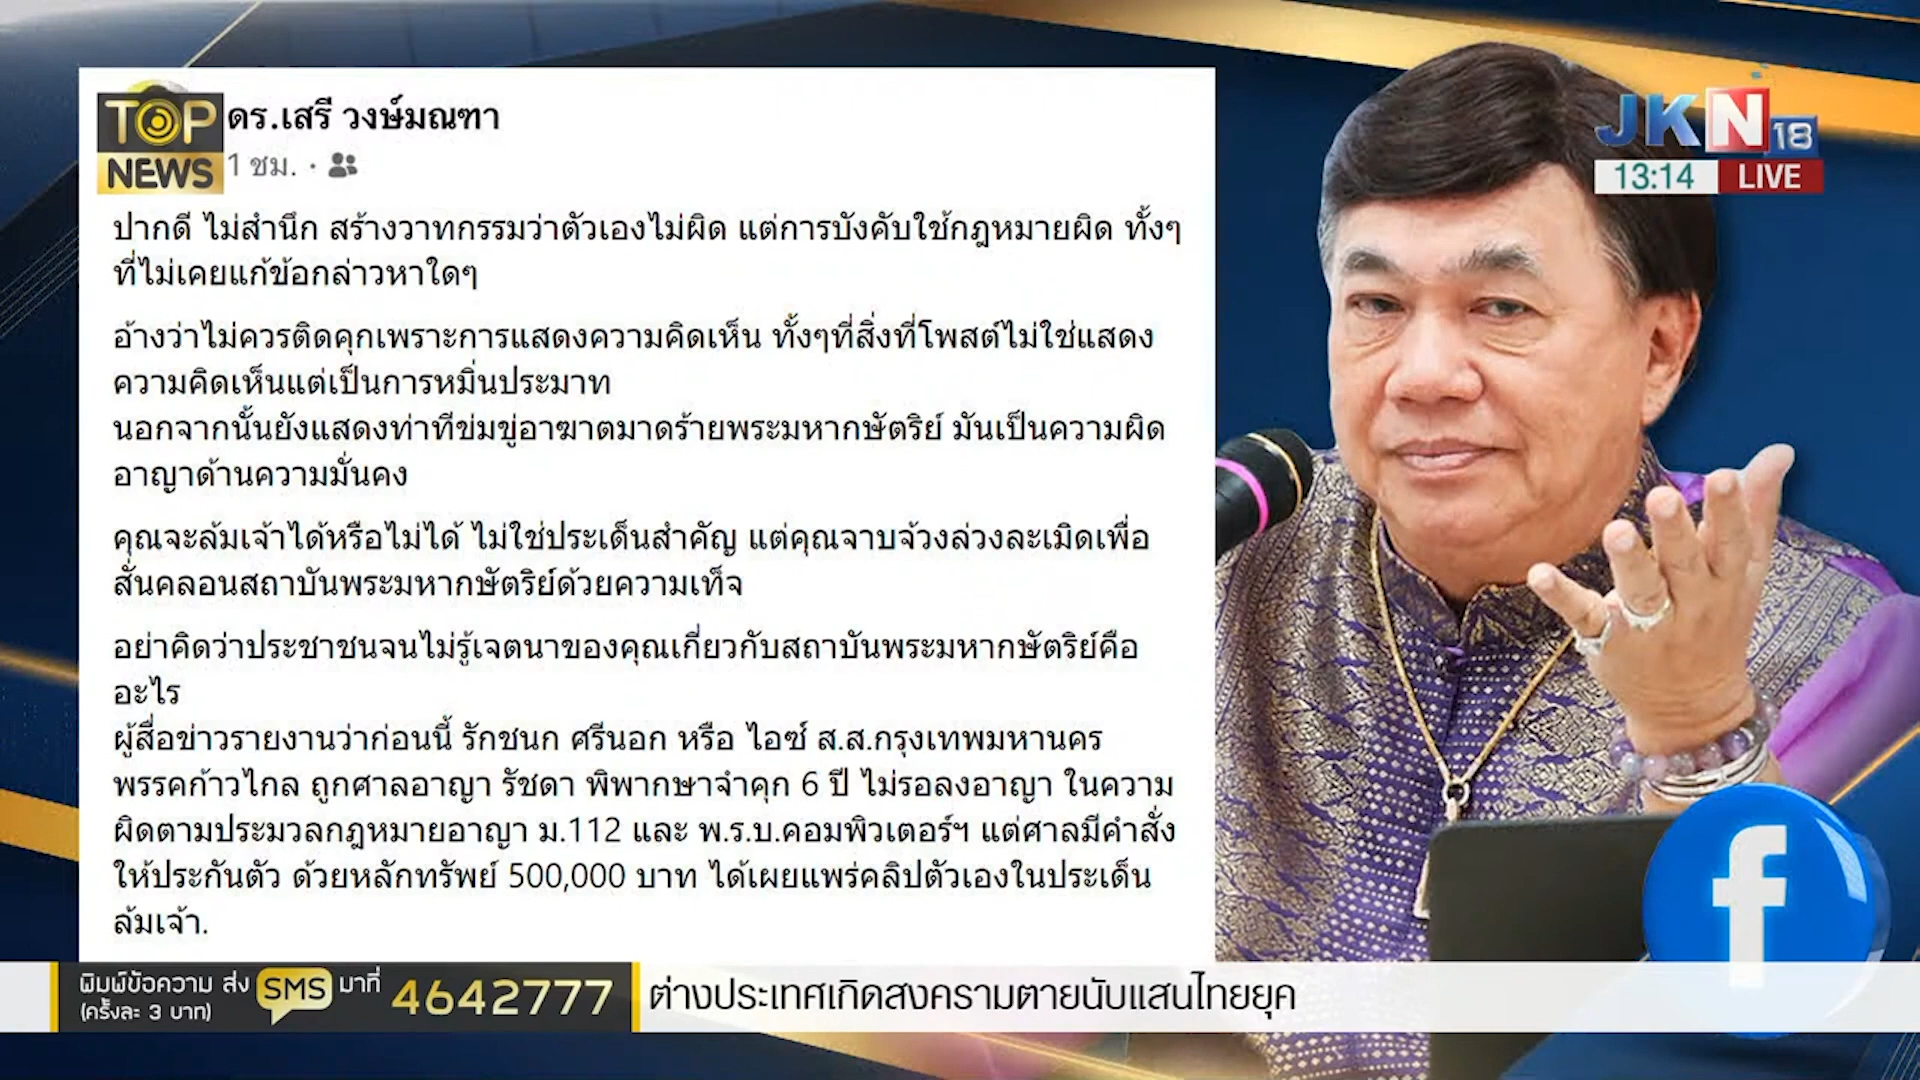 TOP NEWS
ดร.เสรี วงษ์มณฑา
1 ชม.
JKN 18
13:14 LIVE
ปากดี ไม่สำนึก สร้างวาทกรรมว่าตัวเองไม่ผิด แต่การบังคับใช้กฎหมายผิด ทั้งๆ
ที่ไม่เคยแก้ข้อกล่าวหาใดๆ
อ้างว่าไม่ควรติดคุกเพราะการแสดงความคิดเห็น ทั้งๆที่สิ่งที่โพสต์ไม่ใช่แสดง
ความคิดเห็นแต่เป็นการหมิ่นประมาท
นอกจากนั้นยังแสดงท่าทีข่มขู่อาฆาตมาดร้ายพระมหากษัตริย์ มันเป็นความผิด
อาญาด้านความมั่นคง
คุณจะล้มเจ้าได้หรือไม่ได้ ไม่ใช่ประเด็นสำคัญ แต่คุณจาบจ้วงล่วงละเมิดเพื่อ
สั่นคลอนสถาบันพระมหากษัตริย์ด้วยความเท็จ
อย่าคิดว่าประชาชนจนไม่รู้เจตนาของคุณเกี่ยวกับสถาบันพระมหากษัตริย์คือ
อะไร
ผู้สื่อข่าวรายงานว่าก่อนนี้ รักชนก ศรีนอก หรือ ไอซ์ ส.ส.กรุงเทพมหานคร
พรรคก้าวไกล ถูกศาลอาญา รัชดา พิพากษาจำคุก 6 ปี ไม่รอลงอาญา ในความ
ผิดตามประมวลกฎหมายอาญา ม.112 และ พ.ร.บ.คอมพิวเตอร์ฯ แต่ศาลมีคำสั่ง
ให้ประกันตัว ด้วยหลักทรัพย์ 500,000 บาท ได้เผยแพร่คลิปตัวเองในประเด็น
ล้มเจ้า.
f
พิมพ์ข้อความ ส่ง SMS มาที่ 4642777
(ครั้งละ 3 บาท)
ต่างประเทศเกิดสงครามตายนับแสนไทยยุค